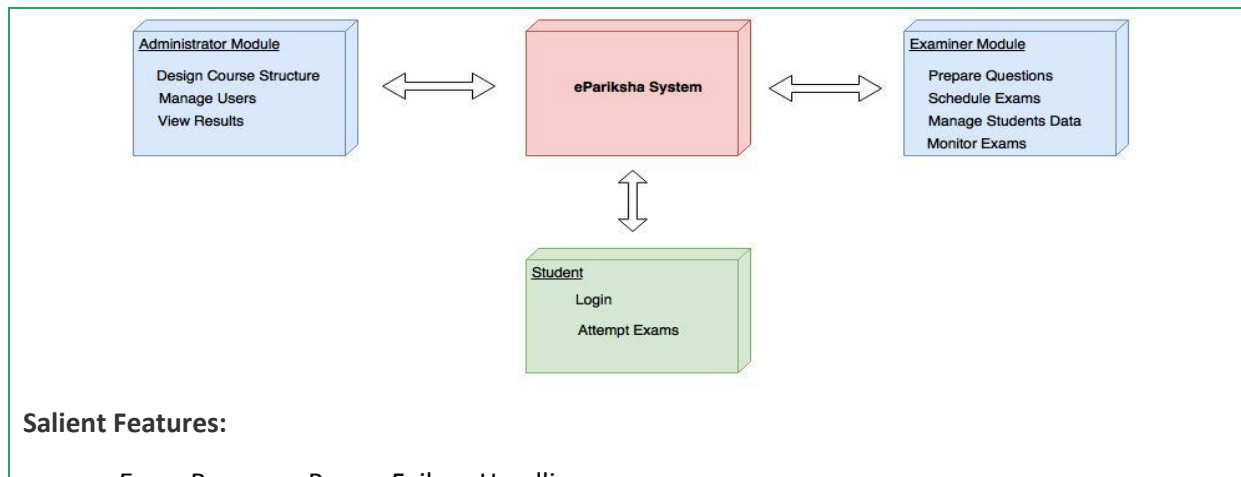 Administrator Module
Design Course Structure
Manage Users
View Results
ePariksha System
Examiner Module
Prepare Questions
Schedule Exams
Manage Students Data
Monitor Exams
Student
Login
Attempt Exams
Salient Features: